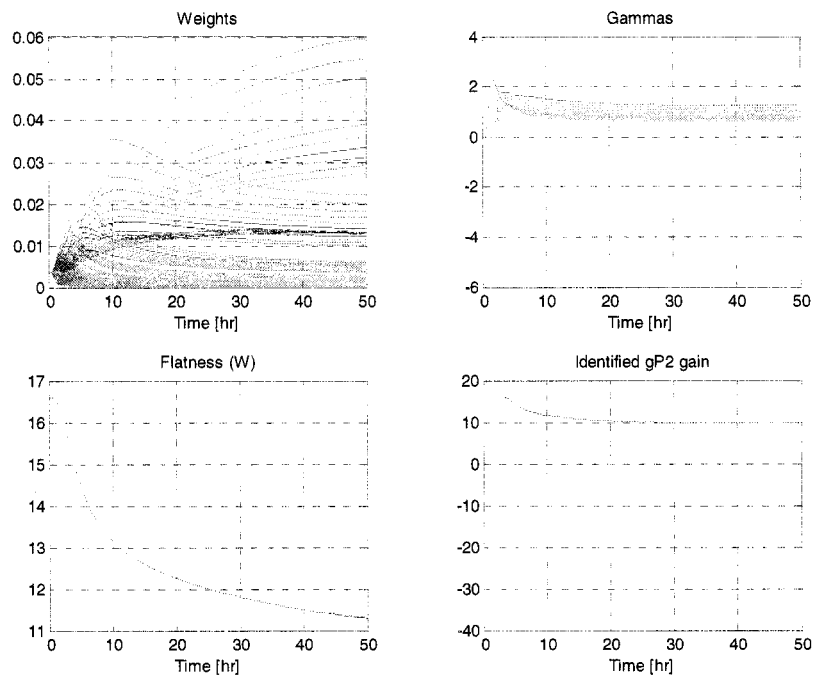 Weights
0.06
0.05
0.04
0.03
0.02
0.01
0
0 10 20 30 40 50
Time [hr]
Gammas
4
2
0
-2
-4
-6
0 10 20 30 40 50
Time [hr]
Flatness (W)
17
16
15
14
13
12
11
0 10 20 30 40 50
Time [hr]
Identified gP2 gain
20
10
0
-10
-20
-30
-40
0 10 20 30 40 50
Time [hr]